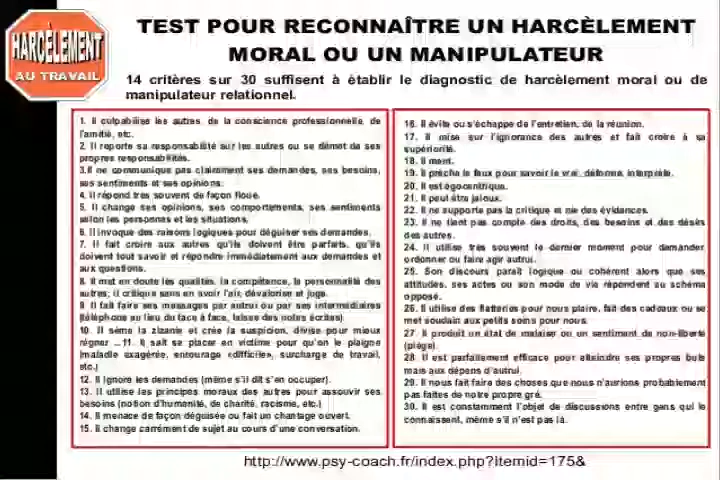 HARCÈLEMENT
AU TRAVAIL
TEST POUR RECONNAÎTRE UN HARCÈLEMENT
MORAL OU UN MANIPULATEUR
14 critères sur 30 suffisent à établir le diagnostic de harcèlement moral ou de
manipulateur relationnel.
1. Il culpabilise les autres, de la conscience professionnelle, de
l'amitié, etc.
2. Il reporte sa responsabilité sur les autres ou se démet de ses
propres responsabilités.
3.Il ne communique pas clairement ses demandes, ses besoins,
ses sentiments et ses opinions.
4. Il répond très souvent de façon floue.
5. Il change ses opinions, ses comportements, ses sentiments
selon les personnes et les situations.
6. Il invoque des raisons logiques pour déguiser ses demandes.
7. Il fait croire aux autres qu'ils doivent être parfaits, qu'ils
doivent tout savoir et répondre immédiatement aux demandes et
aux questions.
8. Il met en doute les qualités, la compétence, la personnalité des
autres; il critique sans en avoir l'air, dévalorise et juge.
9. Il fait faire ses messages par autrui ou par ses intermédiaires
(téléphone au lieu du face à face, laisse des notes écrites).
10. Il sème la zizanie et crée la suspicion, divise pour mieux
régner ...11. Il sait se placer en victime pour qu'on le plaigne
(maladie exagérée, entourage «difficile», surcharge de travail,
etc.)
12. Il ignore les demandes (même s'il dit s'en occuper).
13. Il utilise les principes moraux des autres pour assouvir ses
besoins (notion d'humanité, de charité, racisme, etc.)
14. Il menace de façon déguisée ou fait un chantage ouvert.
15. Il change carrément de sujet au cours d'une conversation.
16. Il évite ou s'échappe de l'entretien, de la réunion.
17. Il mise sur l'ignorance des autres et fait croire à sa
supériorité.
18. Il ment.
19. Il prêche le faux pour savoir le vrai, déforme, interprète.
20. Il est égocentrique.
21. Il peut être jaloux.
22. Il ne supporte pas la critique et nie des évidences.
23. Il ne tient pas compte des droits, des besoins et des désirs
des autres.
24. Il utilise très souvent le dernier moment pour demander,
ordonner ou faire agir autrui.
25. Son discours paraît logique ou cohérent alors que ses
attitudes, ses actes ou son mode de vie répondent au schéma
opposé.
26. Il utilise des flatteries pour nous plaire, fait des cadeaux ou se
met soudain aux petits soins pour nous.
27. Il produit un état de malaise ou un sentiment de non-liberté
(piège).
28. Il est parfaitement efficace pour atteindre ses propres buts
mais aux dépens d'autrui.
29. Il nous fait faire des choses que nous n'aurions probablement
pas faites de notre propre gré.
30. Il est constamment l'objet de discussions entre gens qui le
connaissent, même s'il n'est pas là.
http://www.psy-coach.fr/index.php?Itemid=175&